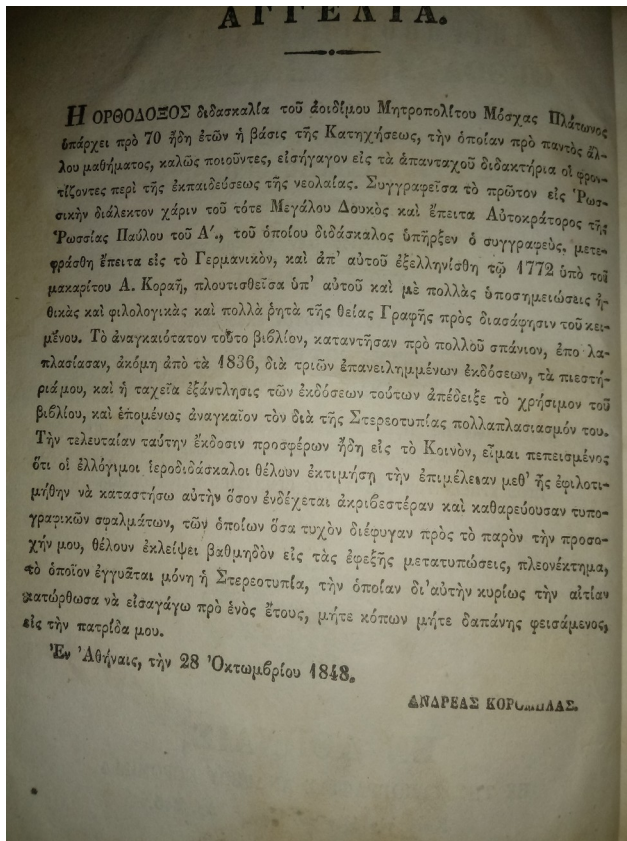 ΑΓΓΕΛΙΑ.
Ἡ ΟΡΘΟΔΟΞΟΣ διδασκαλία τοῦ ἀοιδίμου Μητροπολίτου Μόσχας Πλάτωνος
ὑπάρχει πρὸ 70 ἤδη ἐτῶν ἡ βάσις τῆς Κατηχήσεως, τὴν ὁποίαν πρὸ παντὸς ἄλ-
λου μαθήματος, καλῶς ποιοῦντες, εἰσήγαγον εἰς τὰ ἁπανταχοῦ διδακτήρια οἱ φρον-
τίζοντες περὶ τῆς ἐκπαιδεύσεως τῆς νεολαίας. Συγγραφεῖσα τὸ πρῶτον εἰς Ῥωσ-
σικὴν διάλεκτον χάριν τοῦ τότε Μεγάλου Δουκὸς καὶ ἔπειτα Αὐτοκράτορος τῆς
Ῥωσσίας Παύλου τοῦ Α′., τοῦ ὁποίου διδάσκαλος ὑπῆρξεν ὁ συγγραφεὺς, μετε-
φράσθη ἔπειτα εἰς τὸ Γερμανικὸν, καὶ ἀπ' αὐτοῦ ἐξελληνίσθη τῷ 1772 ὑπὸ τοῦ
μακαρίτου Α. Κοραῆ, πλουτισθεῖσα ὑπ' αὐτοῦ καὶ μὲ πολλὰς ὑποσημειώσεις ἠ-
θικὰς καὶ φιλολογικὰς καὶ πολλὰ ῥητὰ τῆς θείας Γραφῆς πρὸς διασάφησιν τοῦ κει-
μένου. Τὸ ἀναγκαιότατον τοῦτο βιβλίον, καταντῆσαν πρὸ πολλοῦ σπάνιον, ἐπο λα-
πλασίασαν, ἀκόμη ἀπὸ τὰ 1836, διὰ τριῶν ἐπανειλημμένων ἐκδόσεων, τὰ πιεστή-
ριά μου, καὶ ἡ ταχεῖα ἐξάντλησις τῶν ἐκδόσεων τούτων ἀπέδειξε τὸ χρήσιμον τοῦ
βιβλίου, καὶ ἑπομένως ἀναγκαῖον τὸν διὰ τῆς Στερεοτυπίας πολλαπλασιασμόν του.
Τὴν τελευταίαν ταύτην ἔκδοσιν προσφέρων ἤδη εἰς τὸ Κοινὸν, εἶμαι πεπεισμένος
ὅτι οἱ ἐλλόγιμοι ἱεροδιδάσκαλοι θέλουν ἐκτιμήσῃ τὴν ἐπιμέλειαν μεθ' ἧς ἐφιλοτι-
μήθην νὰ καταστήσω αὐτὴν ὅσον ἐνδέχεται ἀκριβεστέραν καὶ καθαρεύουσαν τυπο-
γραφικῶν σφαλμάτων, τῶν ὁποίων ὅσα τυχὸν διέφυγαν πρὸς τὸ παρὸν τὴν προσο-
χήν μου, θέλουν ἐκλείψει βαθμηδὸν εἰς τὰς ἐφεξῆς μετατυπώσεις, πλεονέκτημα,
τὸ ὁποῖον ἐγγυᾶται μόνη ἡ Στερεοτυπία, τὴν ὁποίαν δι' αὐτὴν κυρίως τὴν αἰτίαν
κατώρθωσα νὰ εἰσαγάγω πρὸ ἑνὸς ἔτους, μήτε κόπων μήτε δαπάνης φεισάμενος,
εἰς τὴν πατρίδα μου.
Ἐν Ἀθήναις, τὴν 28 Ὀκτωμβρίου 1848.
ΑΝΔΡΕΑΣ ΚΟΡΟΜΗΛΑΣ.